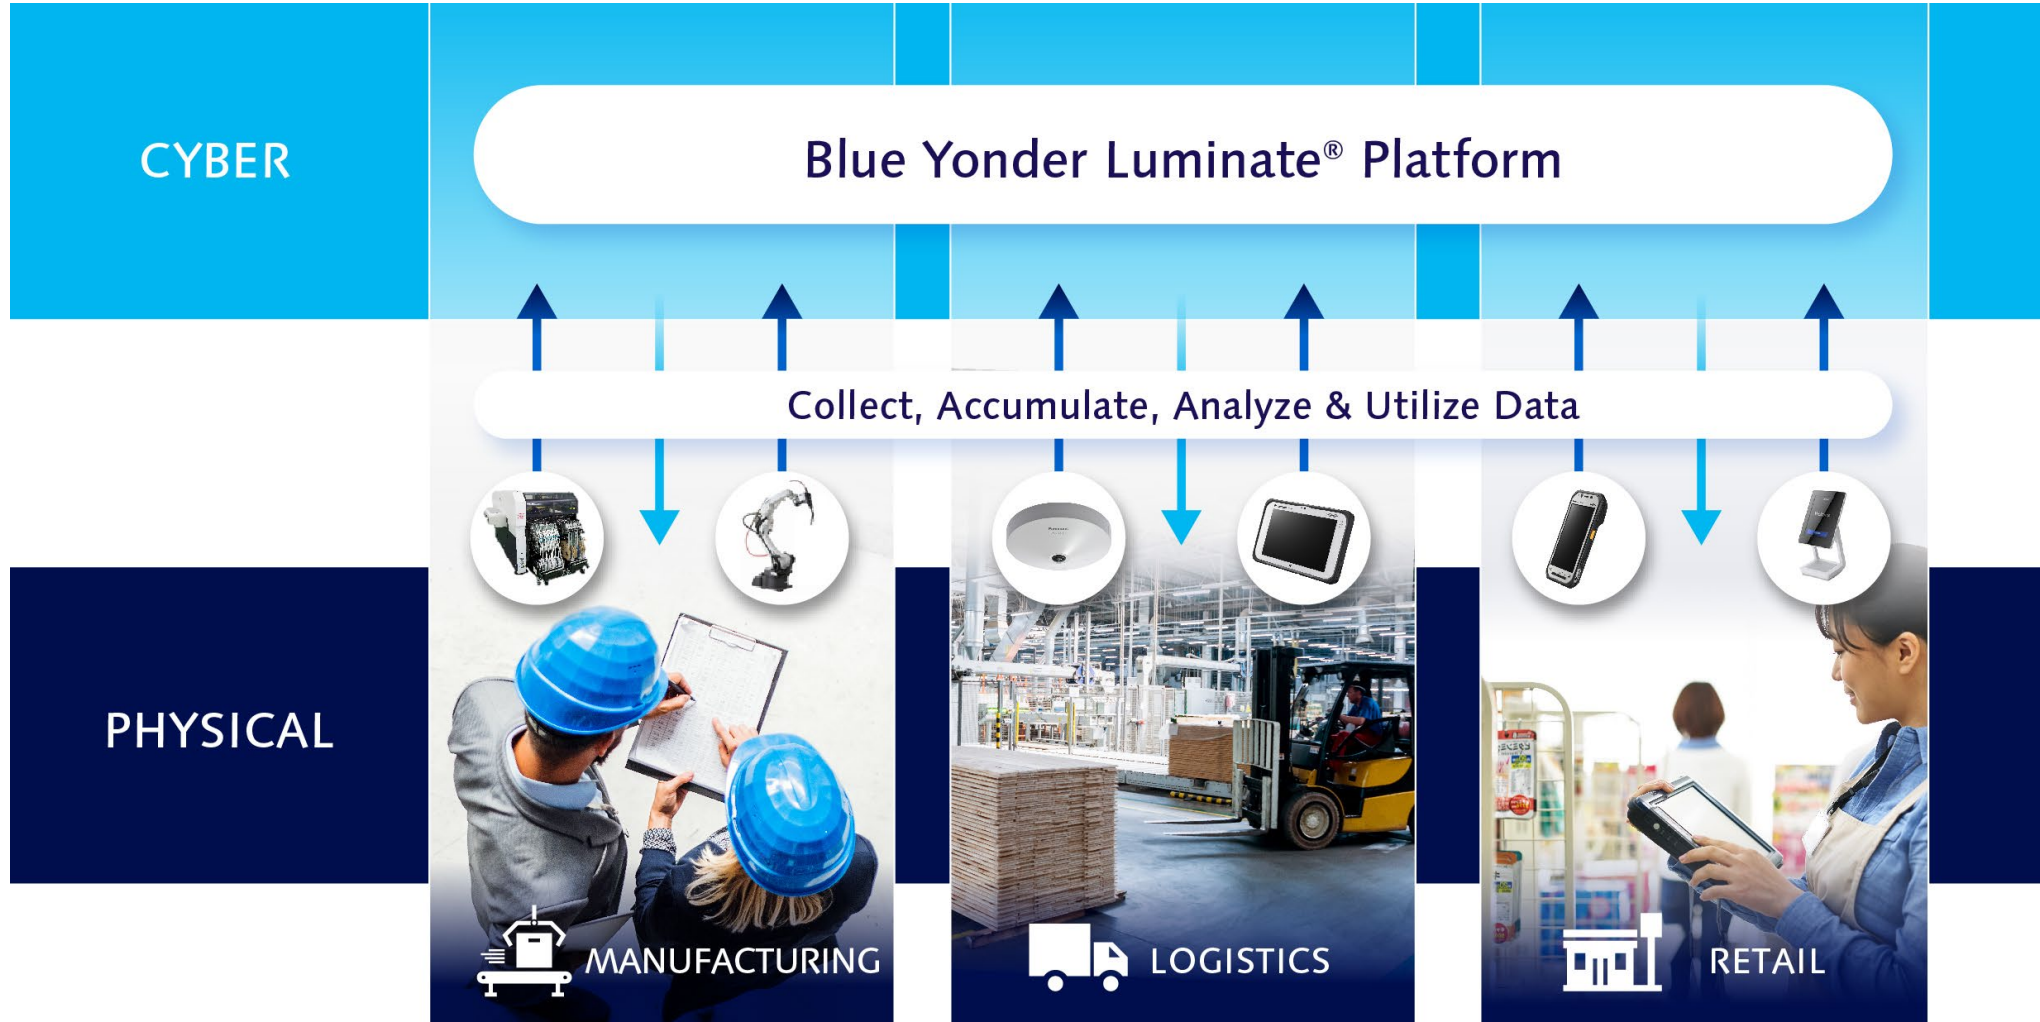 CYBER
Blue Yonder Luminate® Platform
Collect, Accumulate, Analyze & Utilize Data
PHYSICAL
MANUFACTURING
LOGISTICS
RETAIL